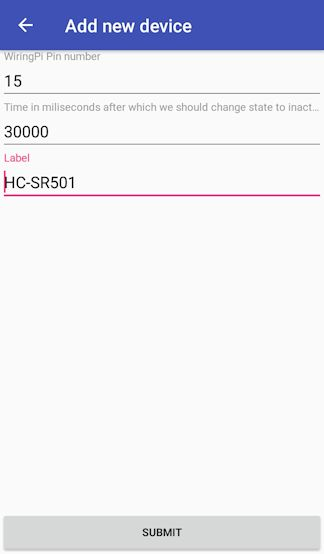 Add new device
WiringPi Pin number
15
Time in miliseconds after which we should change state to inact...
30000
Label
HC-SR501
SUBMIT